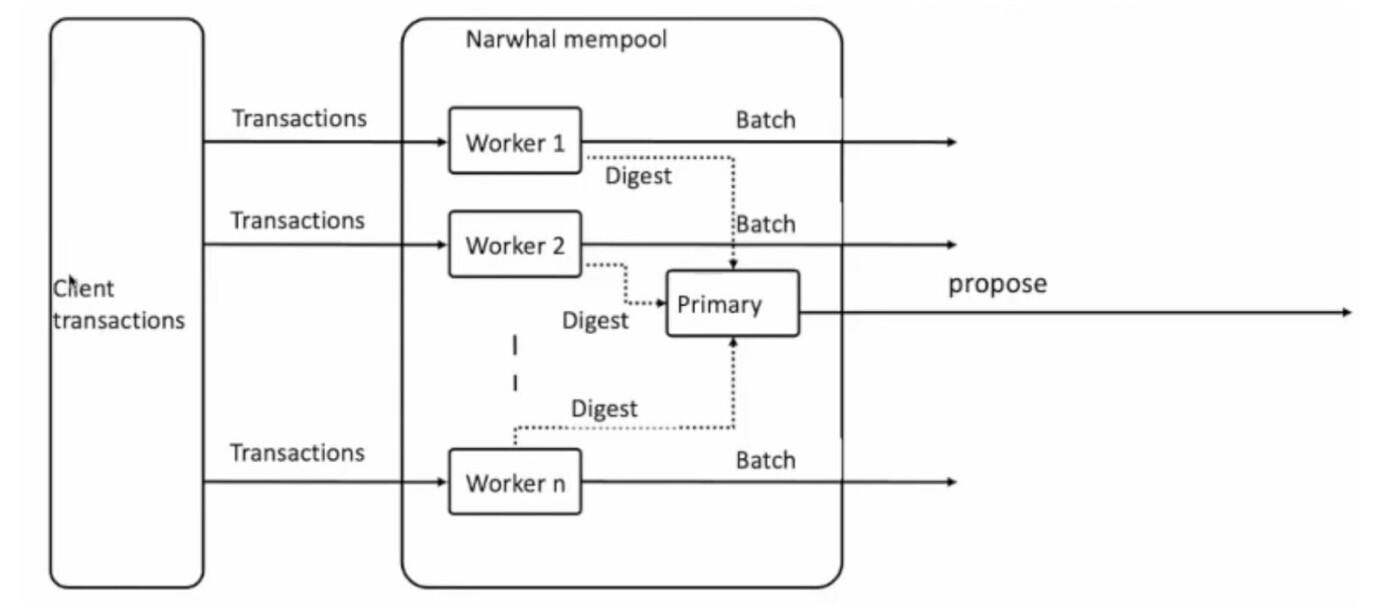 Narwhal mempool
Transactions
Worker 1
Batch
Digest
Transactions
Worker 2
Batch
Client
transactions
Digest
Primary
propose
Digest
Transactions
Worker n
Batch